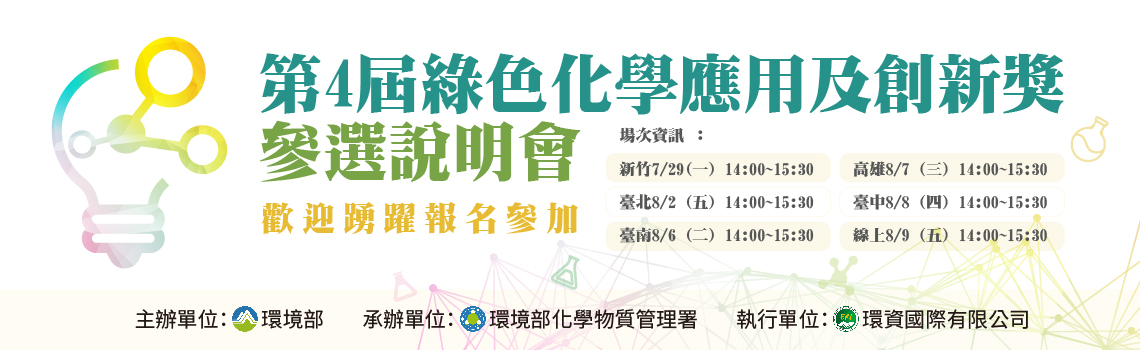 第4屆綠色化學應用及創新獎
參選說明會
歡迎踴躍報名參加
場次資訊 ：
新竹7/29(一) 14:00~15:30
高雄8/7 (三) 14:00~15:30
臺北8/2 (五) 14:00~15:30
臺中8/8 (四) 14:00~15:30
臺南8/6 (二) 14:00~15:30
線上8/9 (五) 14:00~15:30
主辦單位：環境部 承辦單位：環境部化學物質管理署 執行單位：環資國際有限公司